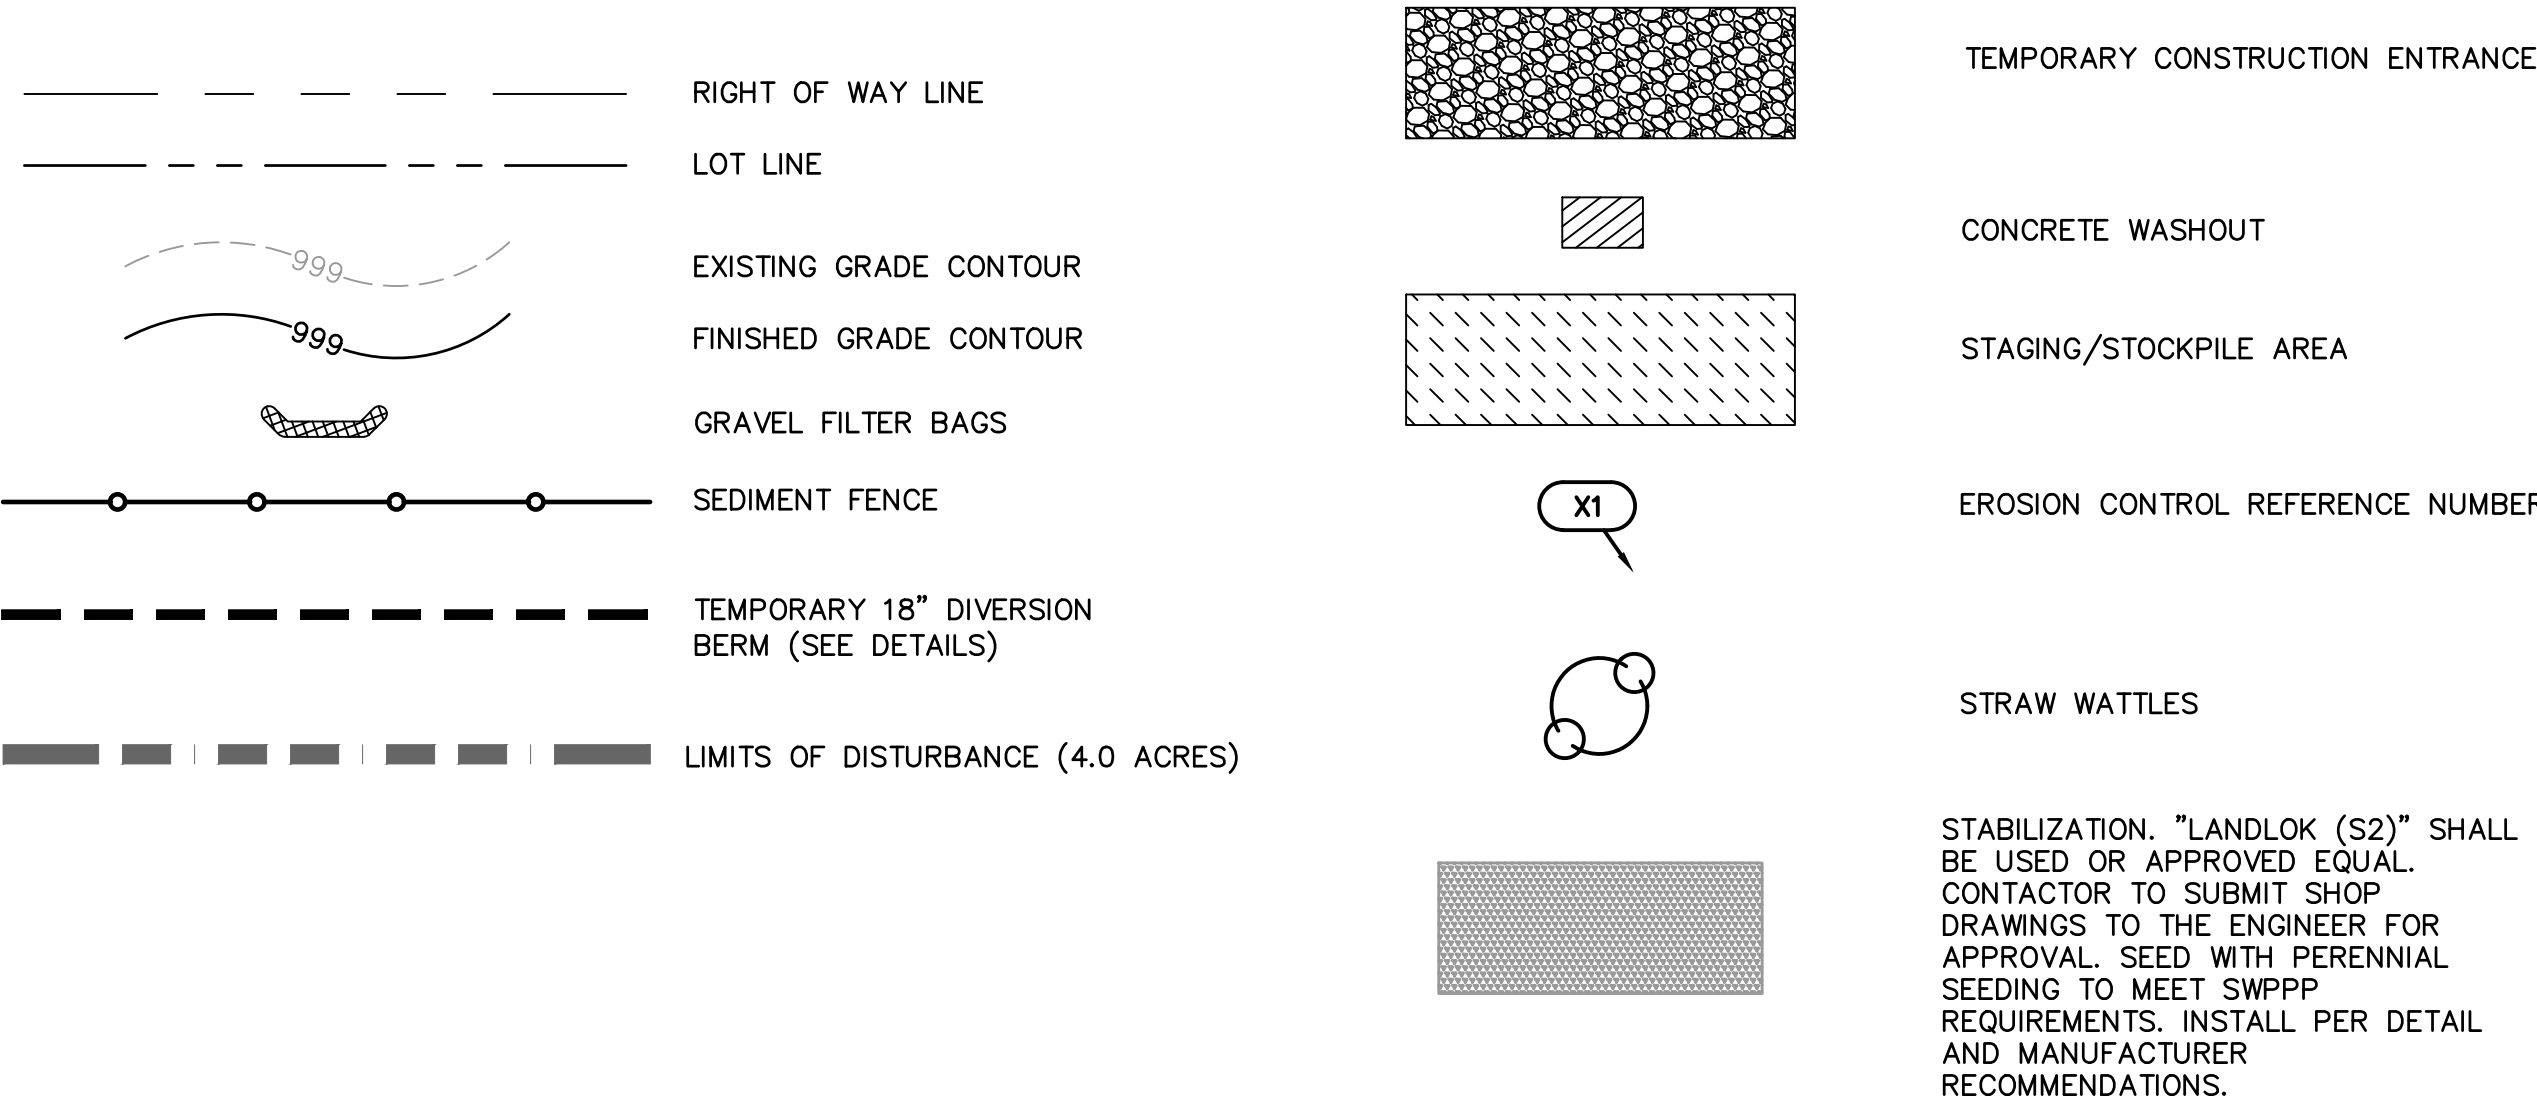 RIGHT OF WAY LINE
LOT LINE
999
EXISTING GRADE CONTOUR
999
FINISHED GRADE CONTOUR
GRAVEL FILTER BAGS
SEDIMENT FENCE
TEMPORARY 18" DIVERSION
BERM (SEE DETAILS)
LIMITS OF DISTURBANCE (4.0 ACRES)
TEMPORARY CONSTRUCTION ENTRANCE
CONCRETE WASHOUT
STAGING/STOCKPILE AREA
X1
EROSION CONTROL REFERENCE NUMBER
STRAW WATTLES
STABILIZATION. "LANDLOK (S2)" SHALL
BE USED OR APPROVED EQUAL.
CONTACTOR TO SUBMIT SHOP
DRAWINGS TO THE ENGINEER FOR
APPROVAL. SEED WITH PERENNIAL
SEEDING TO MEET SWPPP
REQUIREMENTS. INSTALL PER DETAIL
AND MANUFACTURER
RECOMMENDATIONS.